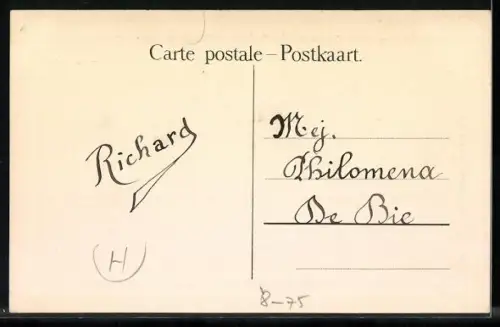 Carte postale – Postkaart.
Richard
Mej.
Philomena
De Bie
H
8-75